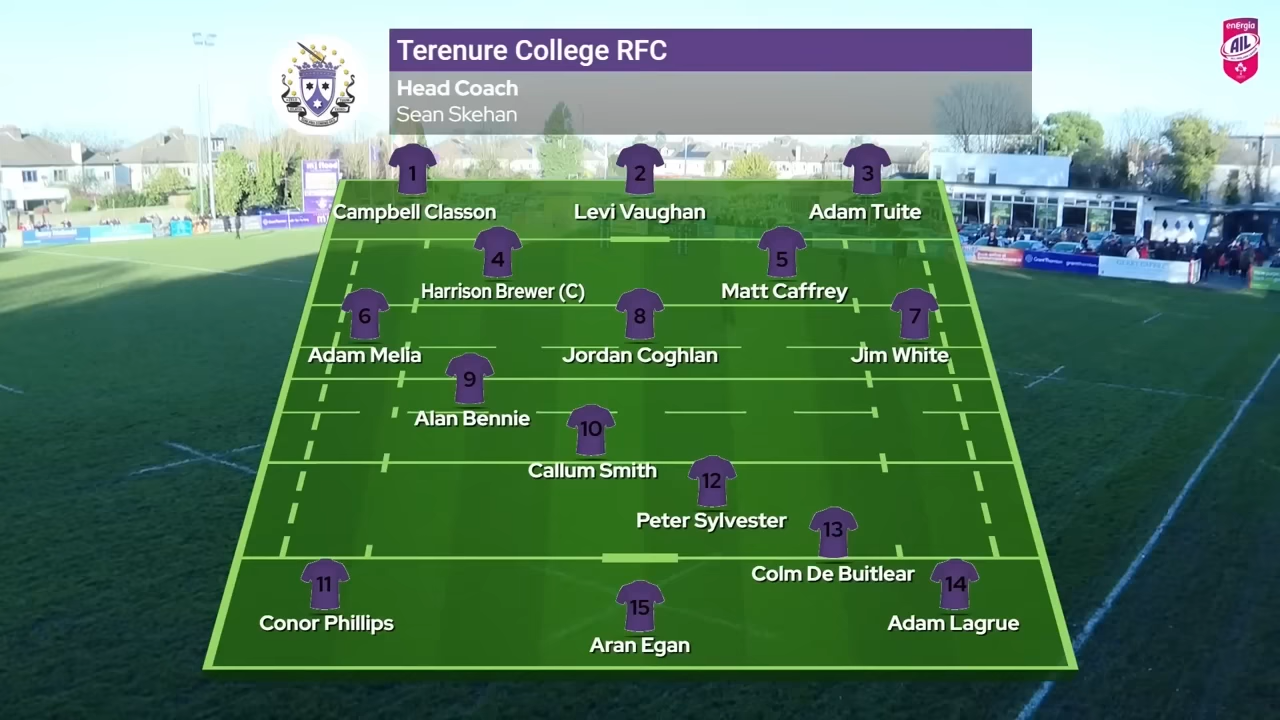 Terenure College RFC
Head Coach
Sean Skehan
energia
AIL
1
2
3
Campbell Classon
Levi Vaughan
Adam Tuite
4
5
Harrison Brewer (C)
Matt Caffrey
6
8
7
Adam Melia
Jordan Coghlan
Jim White
9
Alan Bennie
10
Callum Smith
12
Peter Sylvester
13
Colm De Buitlear
11
15
14
Conor Phillips
Aran Egan
Adam Lagrue